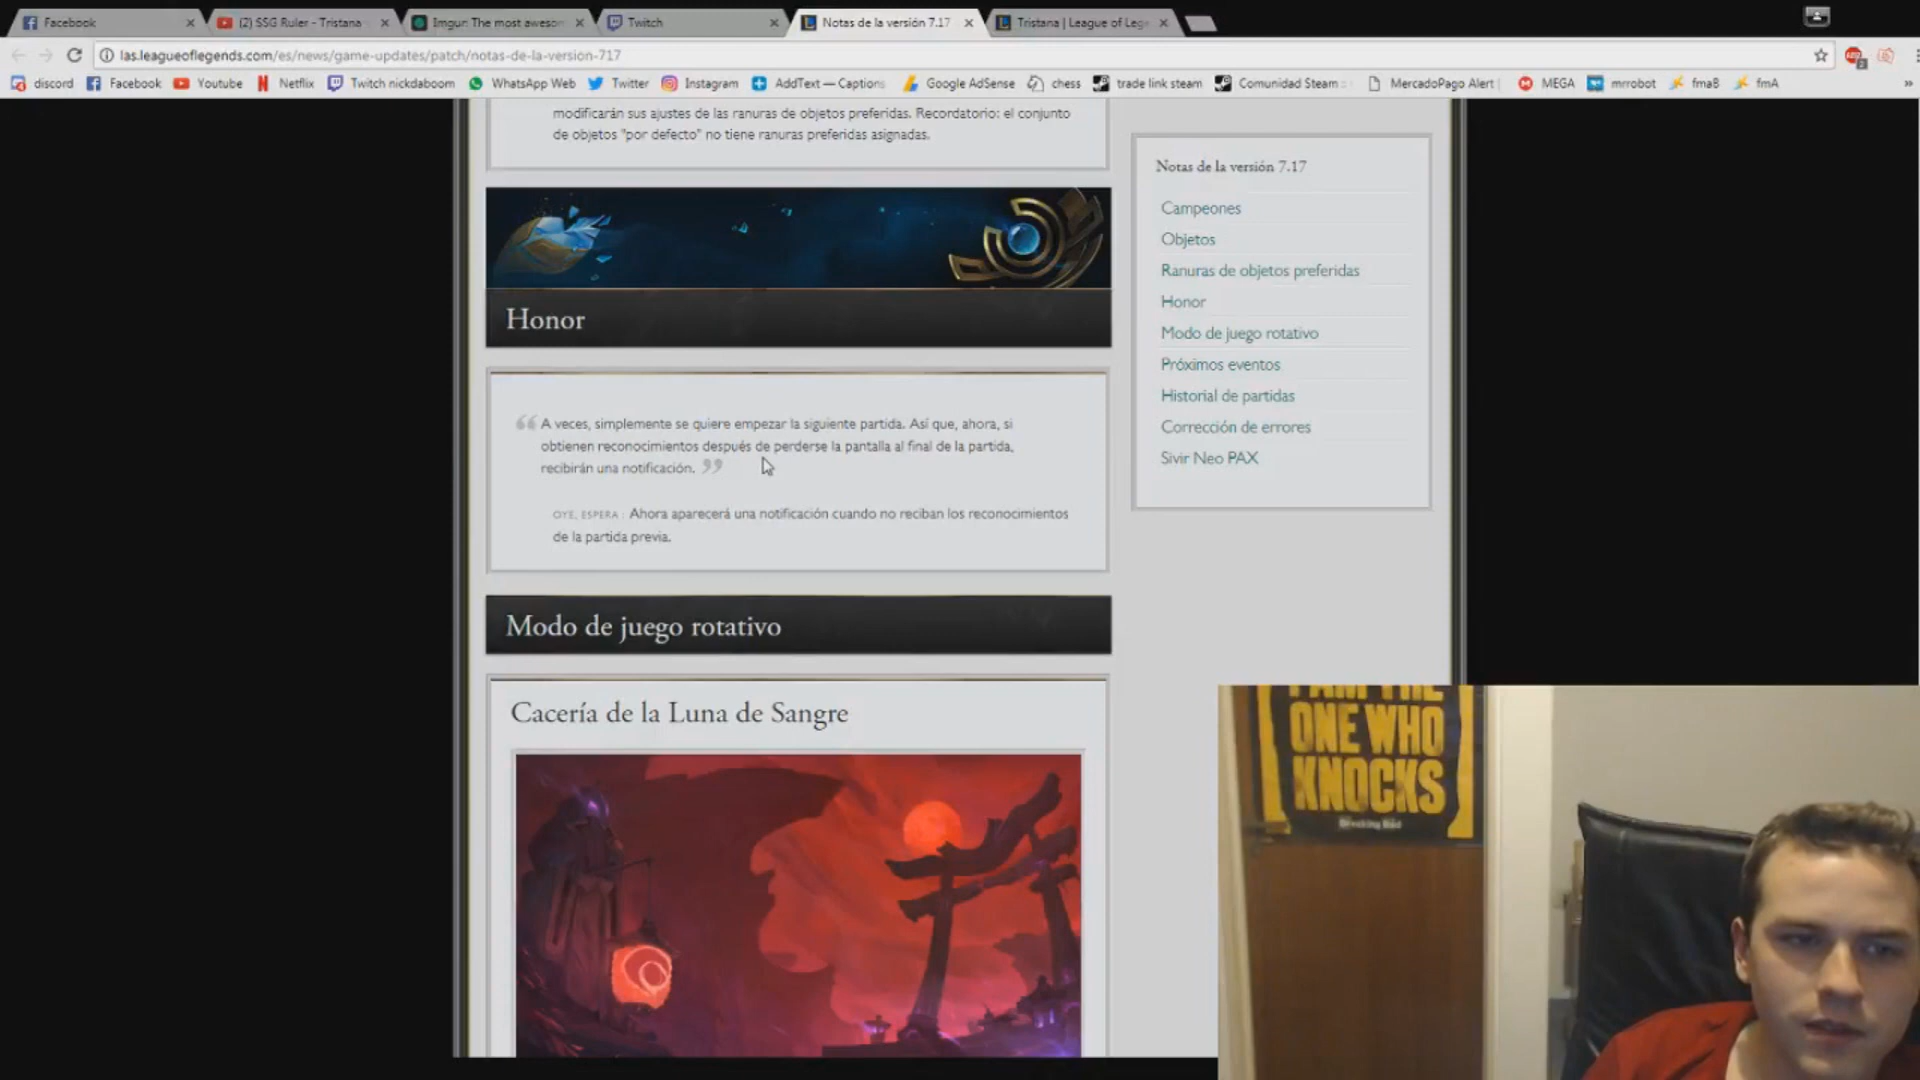 Facebook
(2) SSG Ruler - Tristana
Imgur: The most awesom
Twitch
Notas de la versión 7.17
Tristana | League of Lege
las.leagueoflegends.com/es/news/game-updates/patch/notas-de-la-version-717
discord
Facebook
Youtube
Netflix
Twitch nickdaboom
WhatsApp Web
Twitter
Instagram
AddText — Captions
Google AdSense
chess
trade link steam
Comunidad Steam ::
MercadoPago Alert
MEGA
mrrobot
fmaB
fmA
»
modificarán sus ajustes de las ranuras de objetos preferidas. Recordatorio: el conjunto
de objetos "por defecto" no tiene ranuras preferidas asignadas.
Honor
“ A veces, simplemente se quiere empezar la siguiente partida. Así que, ahora, si
obtienen reconocimientos después de perderse la pantalla al final de la partida,
recibirán una notificación. ”
OYE, ESPERA : Ahora aparecerá una notificación cuando no reciban los reconocimientos
de la partida previa.
Modo de juego rotativo
Cacería de la Luna de Sangre
Notas de la versión 7.17
Campeones
Objetos
Ranuras de objetos preferidas
Honor
Modo de juego rotativo
Próximos eventos
Historial de partidas
Corrección de errores
Sivir Neo PAX
I AM THE
ONE WHO
KNOCKS
Breaking Bad